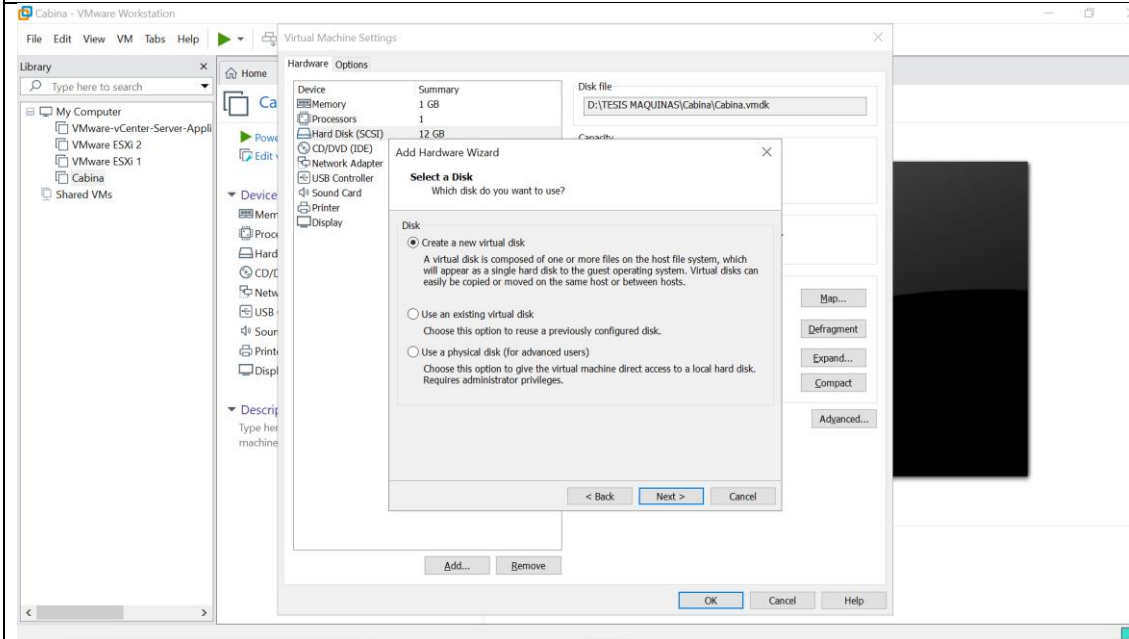 Cabina - VMware Workstation
File Edit View VM Tabs Help
Library
Type here to search
My Computer
VMware-vCenter-Server-Appli
VMware ESXi 2
VMware ESXi 1
Cabina
Shared VMs
Home
Ca
Powe
Edit
Device
Mem
Proce
Hard
CD/D
Netw
USB
Soun
Print
Displ
Descrip
Type her
machine
Virtual Machine Settings
Hardware Options
Device Summary
Memory 1 GB
Processors 1
Hard Disk (SCSI) 12 GB
CD/DVD (IDE)
Network Adapter
USB Controller
Sound Card
Printer
Display
Add... Remove
Disk file
D:\TESIS MAQUINAS\Cabina\Cabina.vmdk
Capacity
Map...
Defragment
Expand...
Compact
Advanced...
OK Cancel Help
Add Hardware Wizard
Select a Disk
Which disk do you want to use?
Disk
Create a new virtual disk
A virtual disk is composed of one or more files on the host file system, which
will appear as a single hard disk to the guest operating system. Virtual disks can
easily be copied or moved on the same host or between hosts.
Use an existing virtual disk
Choose this option to reuse a previously configured disk.
Use a physical disk (for advanced users)
Choose this option to give the virtual machine direct access to a local hard disk.
Requires administrator privileges.
< Back Next > Cancel